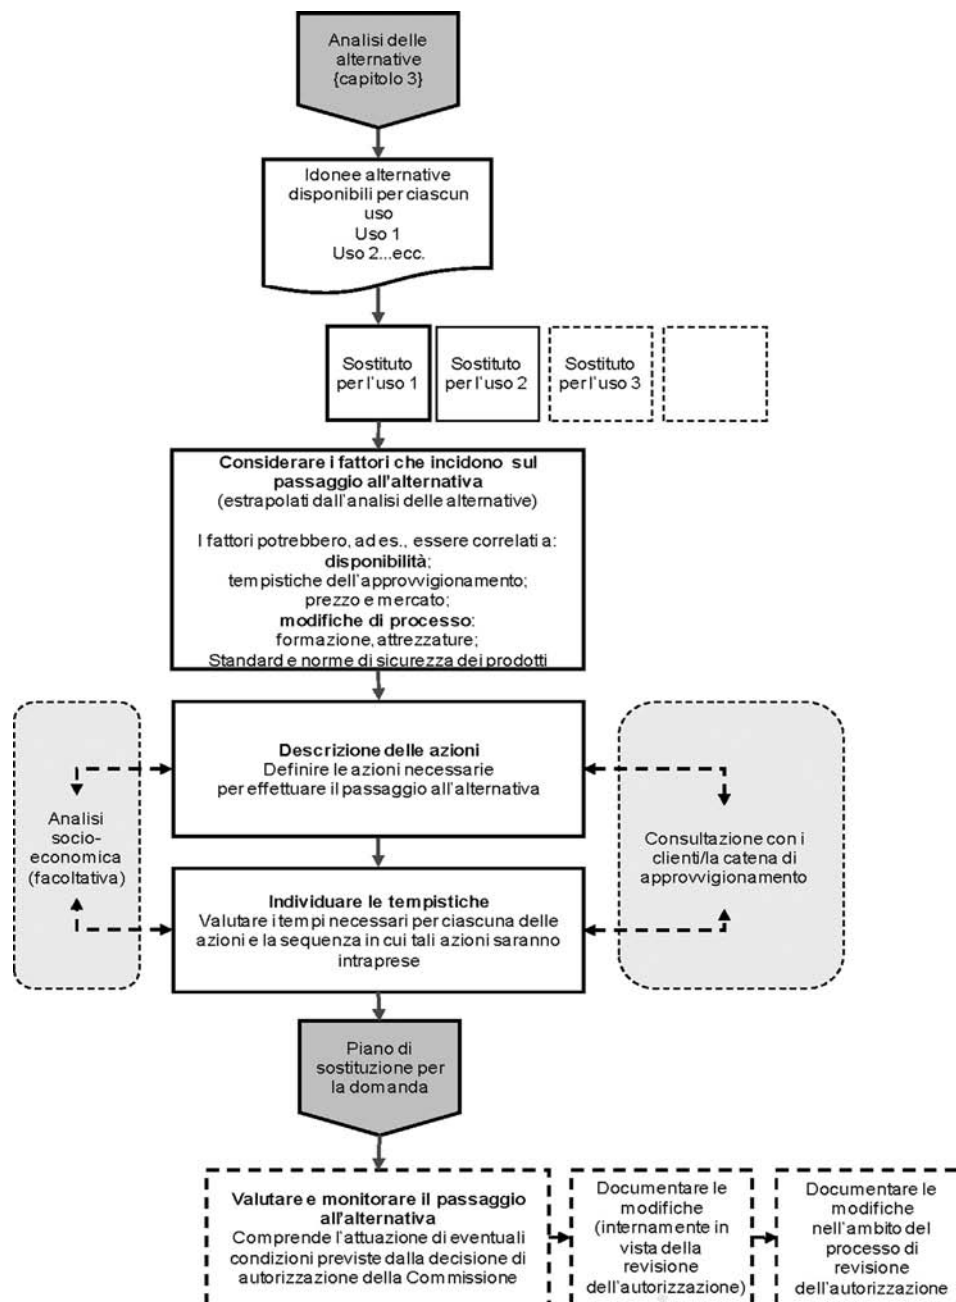 Analisi delle
alternative
{capitolo 3}
Idonee alternative
disponibili per ciascun
uso
Uso 1
Uso 2...ecc.
Sostituto
per l'uso 1
Sostituto
per l'uso 2
Sostituto
per l'uso 3
Considerare i fattori che incidono sul
passaggio all'alternativa
(estrapolati dall'analisi delle alternative)
I fattori potrebbero, ad es., essere correlati a:
disponibilità;
tempistiche dell'approvvigionamento;
prezzo e mercato;
modifiche di processo:
formazione, attrezzature;
Standard e norme di sicurezza dei prodotti
Descrizione delle azioni
Definire le azioni necessarie
per effettuare il passaggio all'alternativa
Analisi
socio-
economica
(facoltativa)
Consultazione con i
clienti/la catena di
approvvigionamento
Individuare le tempistiche
Valutare i tempi necessari per ciascuna delle
azioni e la sequenza in cui tali azioni saranno
intraprese
Piano di
sostituzione per
la domanda
Valutare e monitorare il passaggio
all'alternativa
Comprende l'attuazione di eventuali
condizioni previste dalla decisione di
autorizzazione della Commissione
Documentare le
modifiche
(internamente in
vista della
revisione
dell'autorizzazione)
Documentare le
modifiche
nell'ambito del
processo di
revisione
dell'autorizzazione